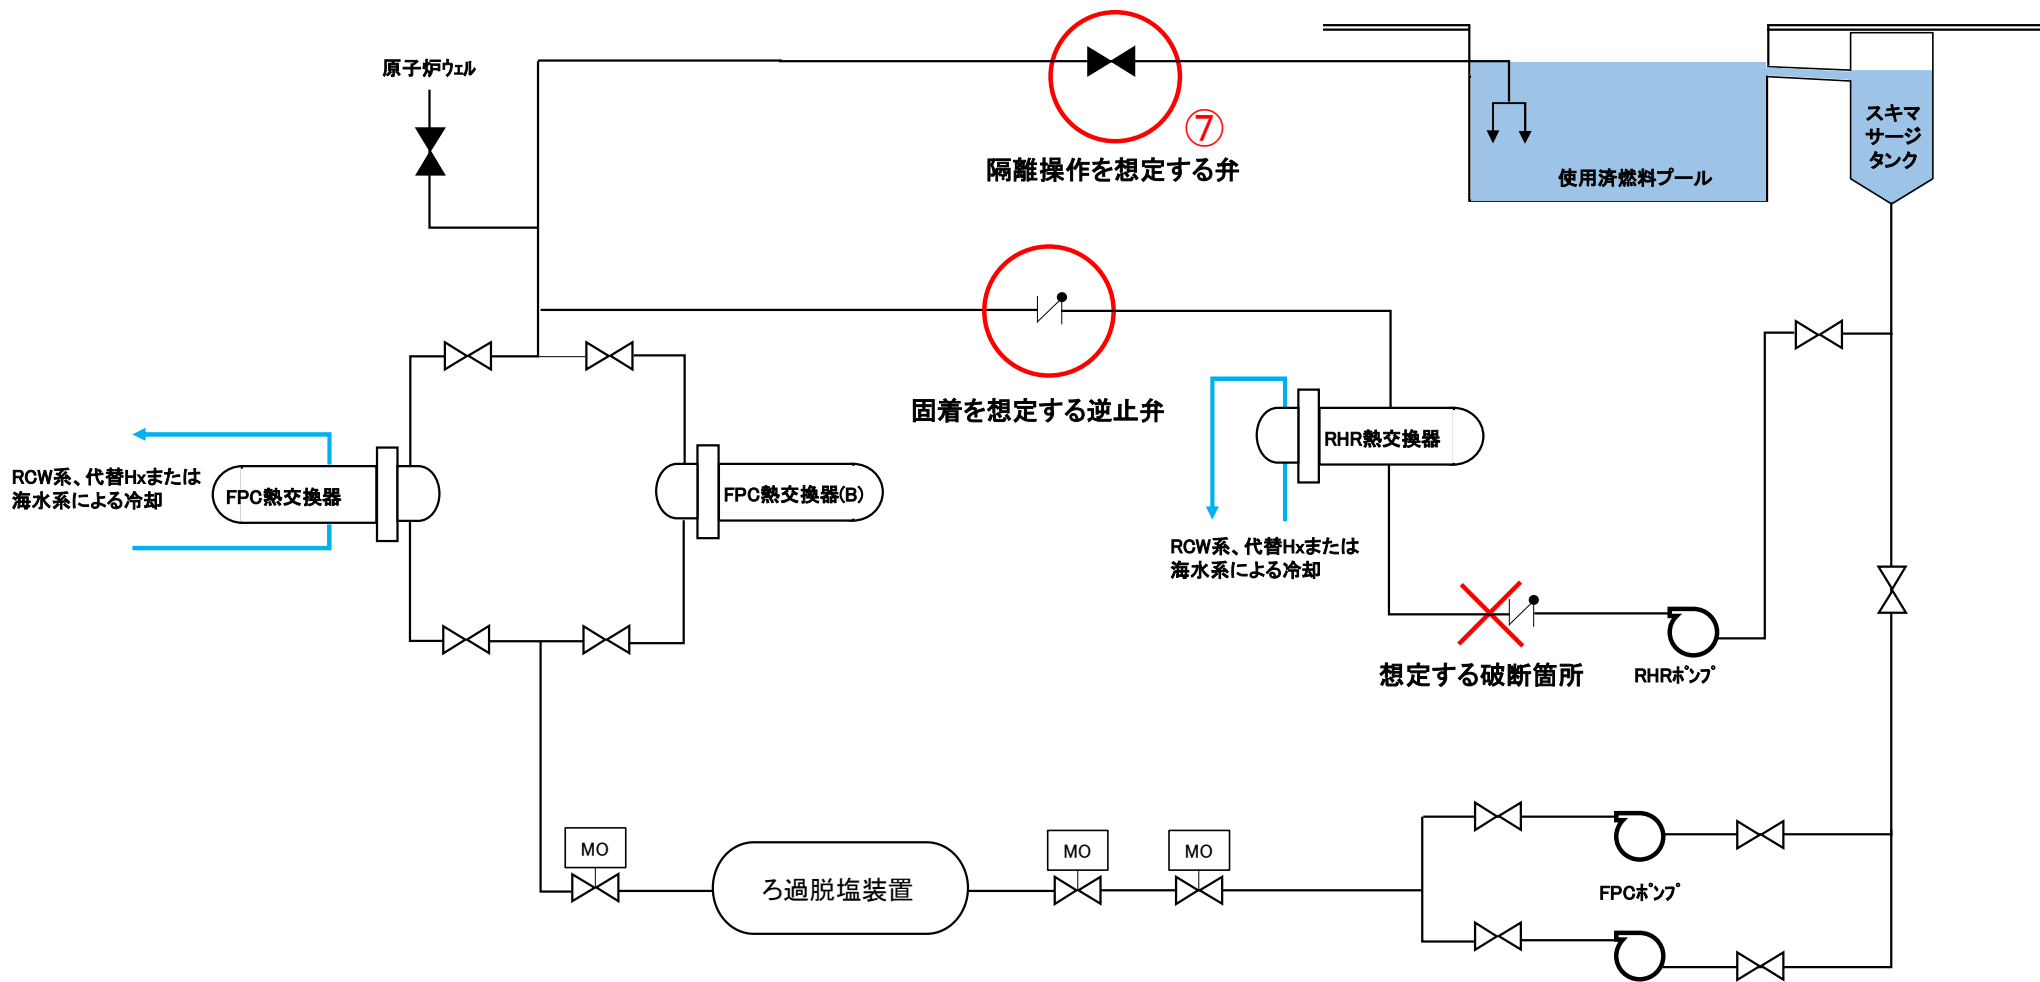 原子炉ウェル
⑦
隔離操作を想定する弁
スキマ
サージ
タンク
使用済燃料プール
固着を想定する逆止弁
RHR熱交換器
RCW系、代替Hxまたは
海水系による冷却
FPC熱交換器
FPC熱交換器(B)
RCW系、代替Hxまたは
海水系による冷却
想定する破断箇所
RHRポンプ
MO
MO
MO
ろ過脱塩装置
FPCポンプ